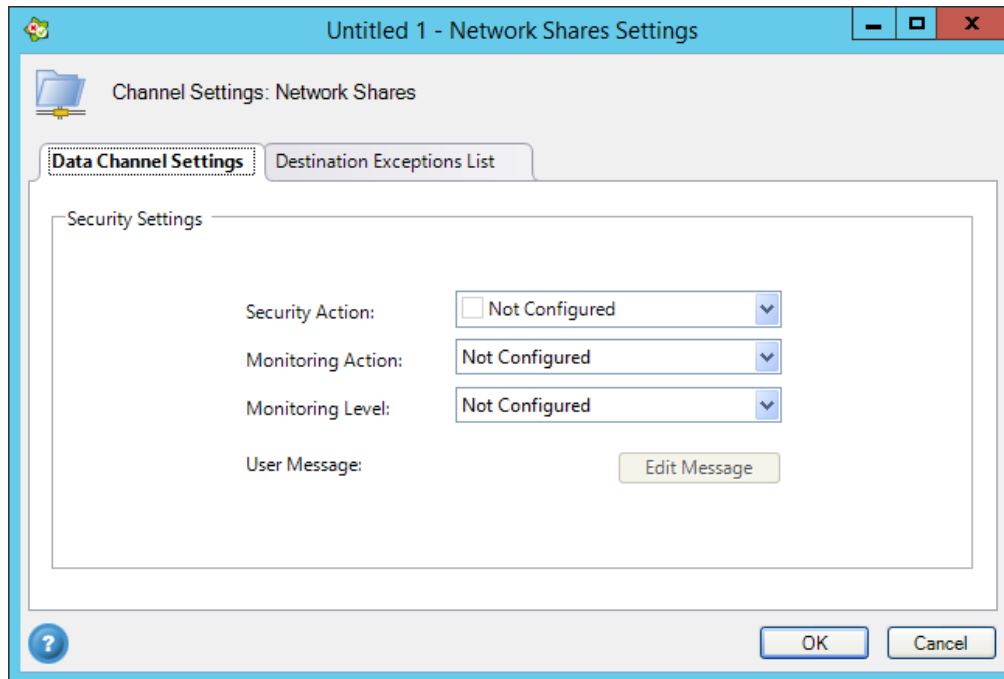 Untitled 1 - Network Shares Settings
Channel Settings: Network Shares
Data Channel Settings
Destination Exceptions List
Security Settings
Security Action:
Not Configured
Monitoring Action:
Not Configured
Monitoring Level:
Not Configured
User Message:
Edit Message
?
OK
Cancel